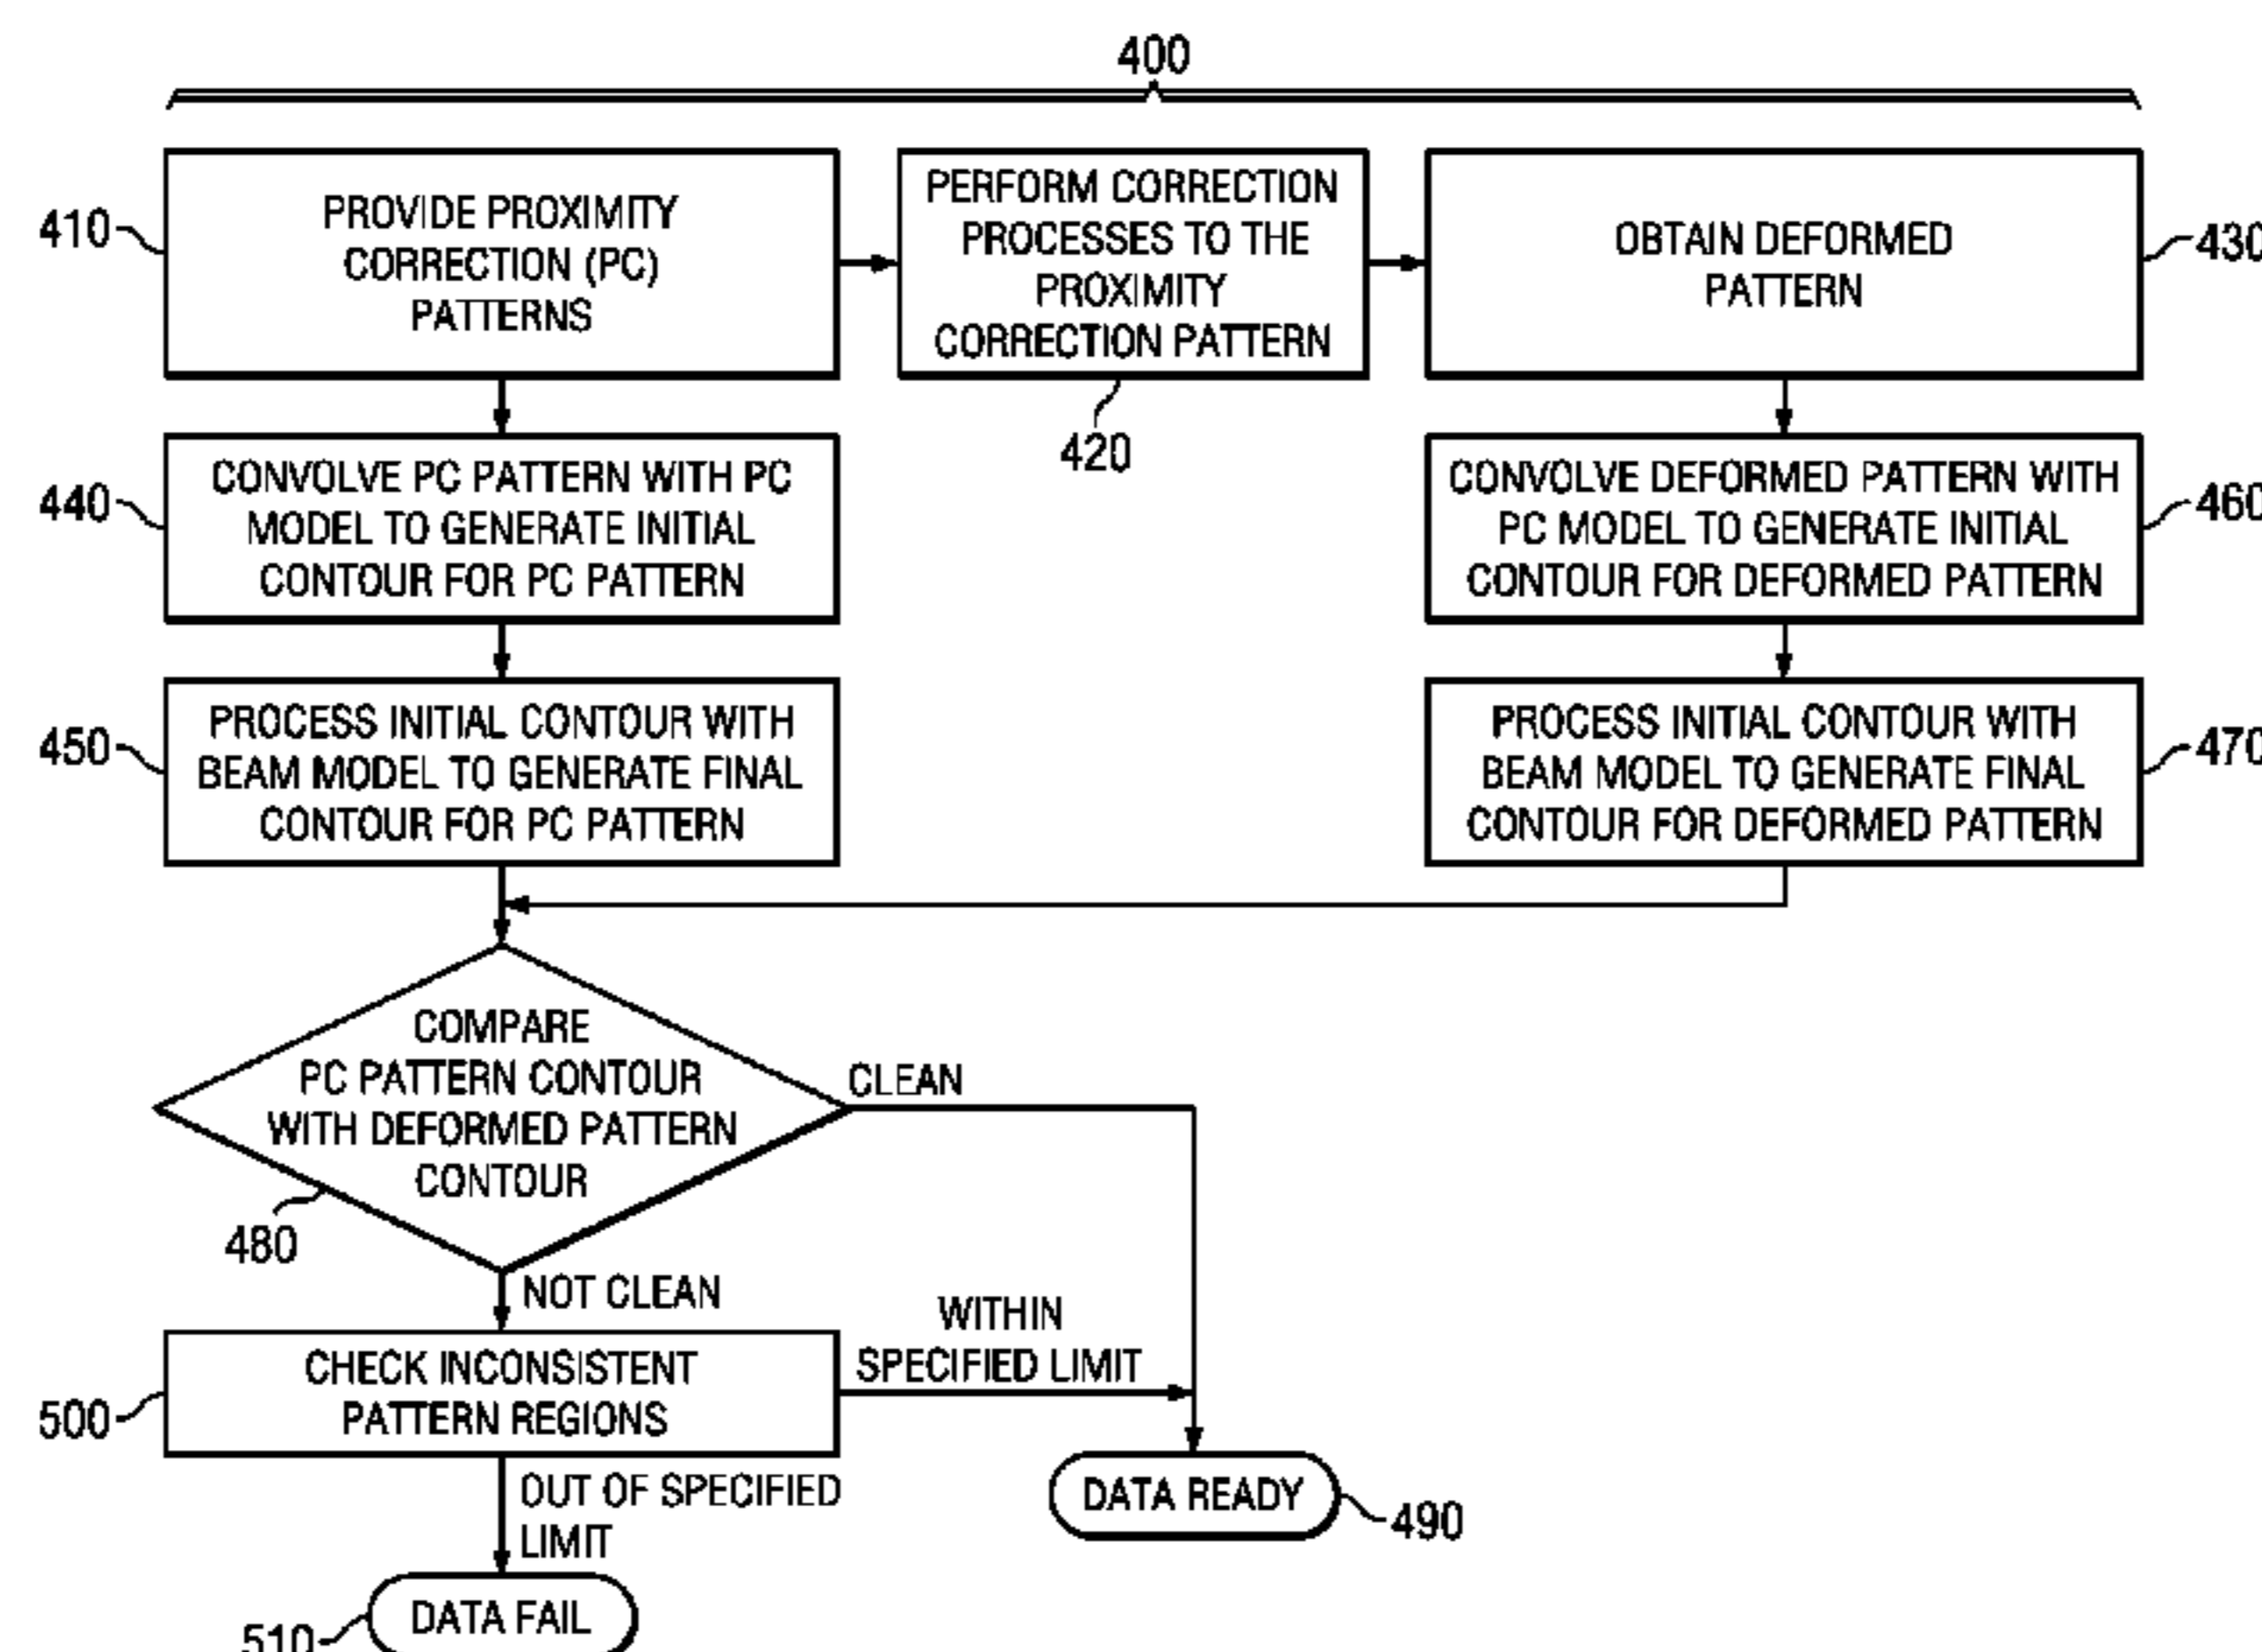 400
410
PROVIDE PROXIMITY
CORRECTION (PC)
PATTERNS
PERFORM CORRECTION
PROCESSES TO THE
PROXIMITY
CORRECTION PATTERN
420
OBTAIN DEFORMED
PATTERN
430
440
CONVOLVE PC PATTERN WITH PC
MODEL TO GENERATE INITIAL
CONTOUR FOR PC PATTERN
CONVOLVE DEFORMED PATTERN WITH
PC MODEL TO GENERATE INITIAL
CONTOUR FOR DEFORMED PATTERN
460
450
PROCESS INITIAL CONTOUR WITH
BEAM MODEL TO GENERATE FINAL
CONTOUR FOR PC PATTERN
PROCESS INITIAL CONTOUR WITH
BEAM MODEL TO GENERATE FINAL
CONTOUR FOR DEFORMED PATTERN
470
COMPARE
PC PATTERN CONTOUR
WITH DEFORMED PATTERN
CONTOUR
480
CLEAN
NOT CLEAN
500
CHECK INCONSISTENT
PATTERN REGIONS
WITHIN
SPECIFIED LIMIT
OUT OF SPECIFIED
LIMIT
DATA READY
490
DATA FAIL
510